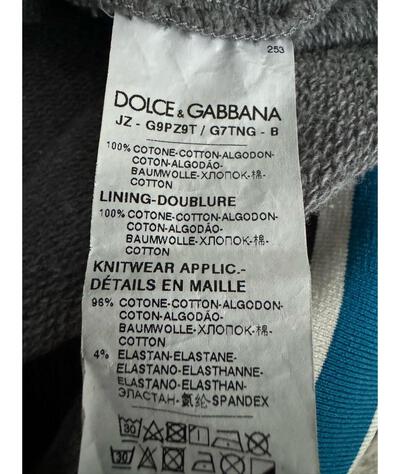 253
DOLCE & GABBANA
JZ - G9PZ9T / G7TNG - B
100% COTONE-COTTON-ALGODON-
COTON-ALGODÃO-
BAUMWOLLE-ХЛОПОК-棉-
COTTON
LINING-DOUBLURE
100% COTONE-COTTON-ALGODON-
COTON-ALGODÃO-
BAUMWOLLE-ХЛОПОК-棉-
COTTON
KNITWEAR APPLIC.-
DÉTAILS EN MAILLE
96% COTONE-COTTON-ALGODON-
COTON-ALGODÃO-
BAUMWOLLE-ХЛОПОК-棉-
COTTON
4% ELASTAN-ELASTANE-
ELASTANO-ELASTHANNE-
ELASTANO-ELASTHAN-
ЭЛАСТАН-氨纶-SPANDEX
30
30